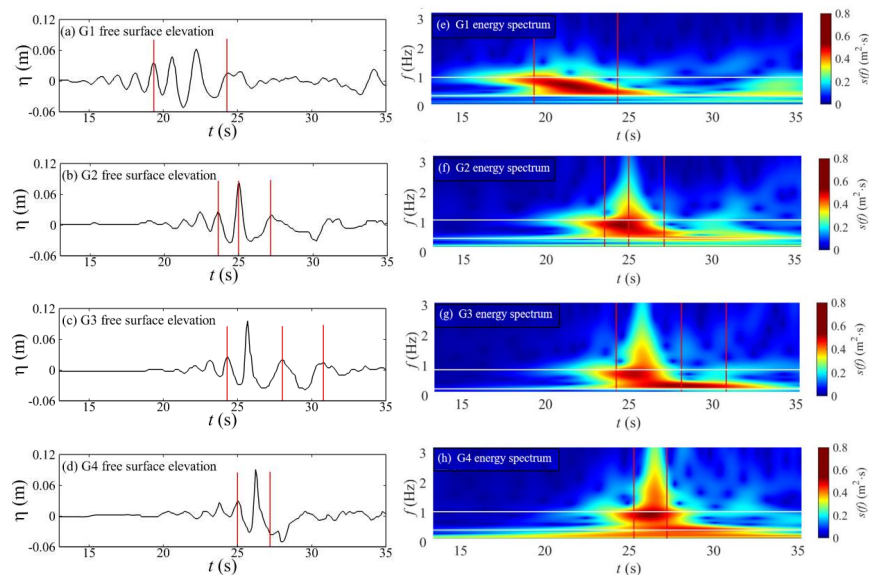 (a) G1 free surface elevation
η (m)
0.12
0.06
0
-0.06
15 20 25 30 35
t (s)
(e) G1 energy spectrum
f (Hz)
3
2
1
0
15 20 25 30 35
t (s)
0.8
0.6
0.4
0.2
0
s(f) (m²·s)
(b) G2 free surface elevation
η (m)
0.12
0.06
0
-0.06
15 20 25 30 35
t (s)
(f) G2 energy spectrum
f (Hz)
3
2
1
0
15 20 25 30 35
t (s)
0.8
0.6
0.4
0.2
0
s(f) (m²·s)
(c) G3 free surface elevation
η (m)
0.12
0.06
0
-0.06
15 20 25 30 35
t (s)
(g) G3 energy spectrum
f (Hz)
3
2
1
0
15 20 25 30 35
t (s)
0.8
0.6
0.4
0.2
0
s(f) (m²·s)
(d) G4 free surface elevation
η (m)
0.12
0.06
0
-0.06
15 20 25 30 35
t (s)
(h) G4 energy spectrum
f (Hz)
3
2
1
0
15 20 25 30 35
t (s)
0.8
0.6
0.4
0.2
0
s(f) (m²·s)